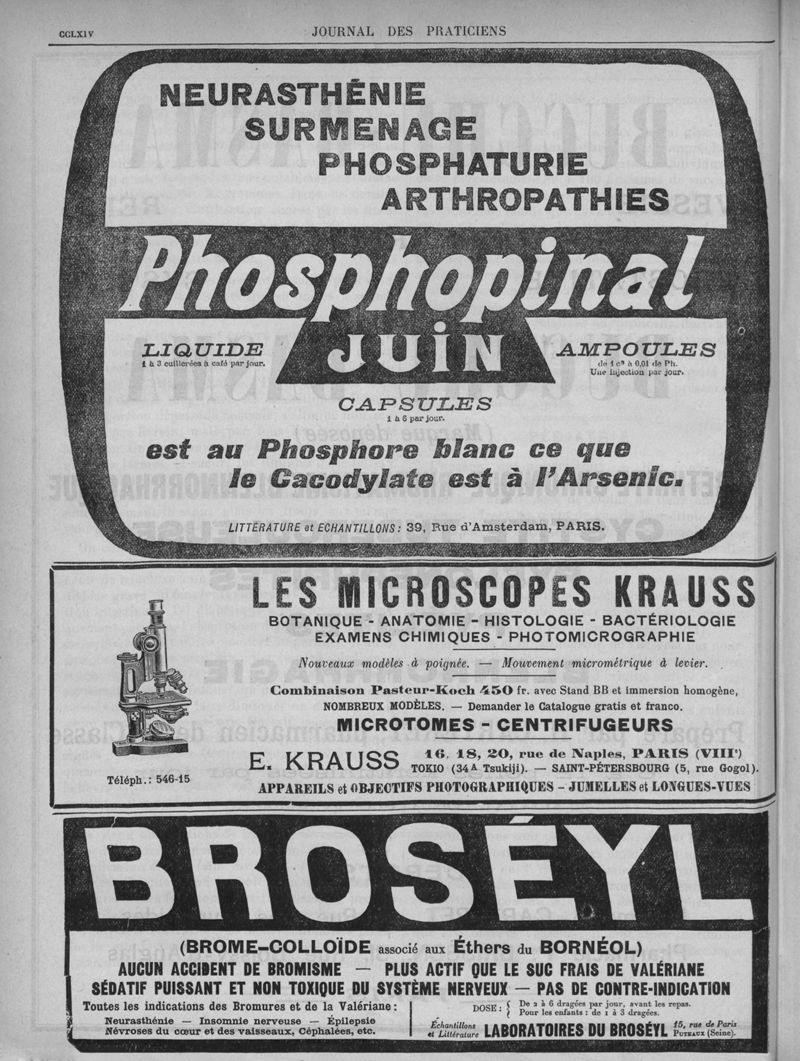 CCLXIV
JOURNAL DES PRATICIENS
NEURASTHÉNIE
SURMENAGE
PHOSPHATURIE
ARTHROPATHIES
Phosphopinal
JUIN
LIQUIDE
1 à 3 cuillerées à café par jour.
AMPOULES
de 1 c³ à 0,01 de Ph.
Une injection par jour.
CAPSULES
1 à 6 par jour.
est au Phosphore blanc ce que
le Cacodylate est à l'Arsenic.
LITTÉRATURE et ÉCHANTILLONS: 39, Rue d'Amsterdam, PARIS.
LES MICROSCOPES KRAUSS
BOTANIQUE - ANATOMIE - HISTOLOGIE - BACTÉRIOLOGIE
EXAMENS CHIMIQUES - PHOTOMICROGRAPHIE
Nouveaux modèles à poignée. — Mouvement micrométrique à levier.
Combinaison Pasteur-Koch 450 fr. avec Stand BB et immersion homogène,
NOMBREUX MODÈLES. — Demander le Catalogue gratis et franco.
MICROTOMES - CENTRIFUGEURS
E. KRAUSS
16, 18, 20, rue de Naples, PARIS (VIIIᵉ)
TOKIO (34 A Tsukiji). — SAINT-PÉTERSBOURG (5, rue Gogol).
Téléph.: 546-15
APPAREILS et OBJECTIFS PHOTOGRAPHIQUES - JUMELLES et LONGUES-VUES
BROSÉYL
(BROME-COLLOÏDE associé aux Éthers du BORNÉOL)
AUCUN ACCIDENT DE BROMISME — PLUS ACTIF QUE LE SUC FRAIS DE VALÉRIANE
SÉDATIF PUISSANT ET NON TOXIQUE DU SYSTÈME NERVEUX — PAS DE CONTRE-INDICATION
Toutes les indications des Bromures et de la Valériane:
Neurasthénie — Insomnie nerveuse — Épilepsie
Névroses du cœur et des vaisseaux, Céphalées, etc.
DOSE: { De 2 à 6 dragées par jour, avant les repas.
Pour les enfants: de 1 à 3 dragées.
Échantillons
et Littérature
LABORATOIRES DU BROSÉYL
15, rue de Paris
PUTEAUX (Seine).